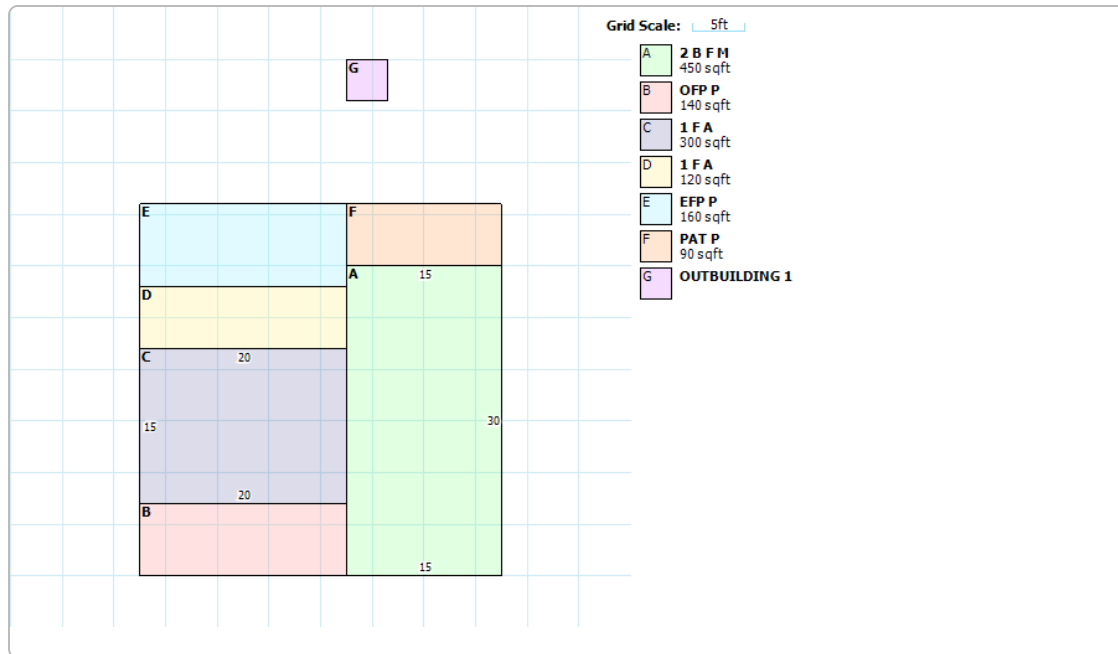 Grid Scale: 5ft
A 2 B F M
450 sqft
B OFP P
140 sqft
C 1 F A
300 sqft
D 1 F A
120 sqft
E EFP P
160 sqft
F PAT P
90 sqft
G OUTBUILDING 1
G
E
F
A
15
D
C
20
15
30
20
B
15